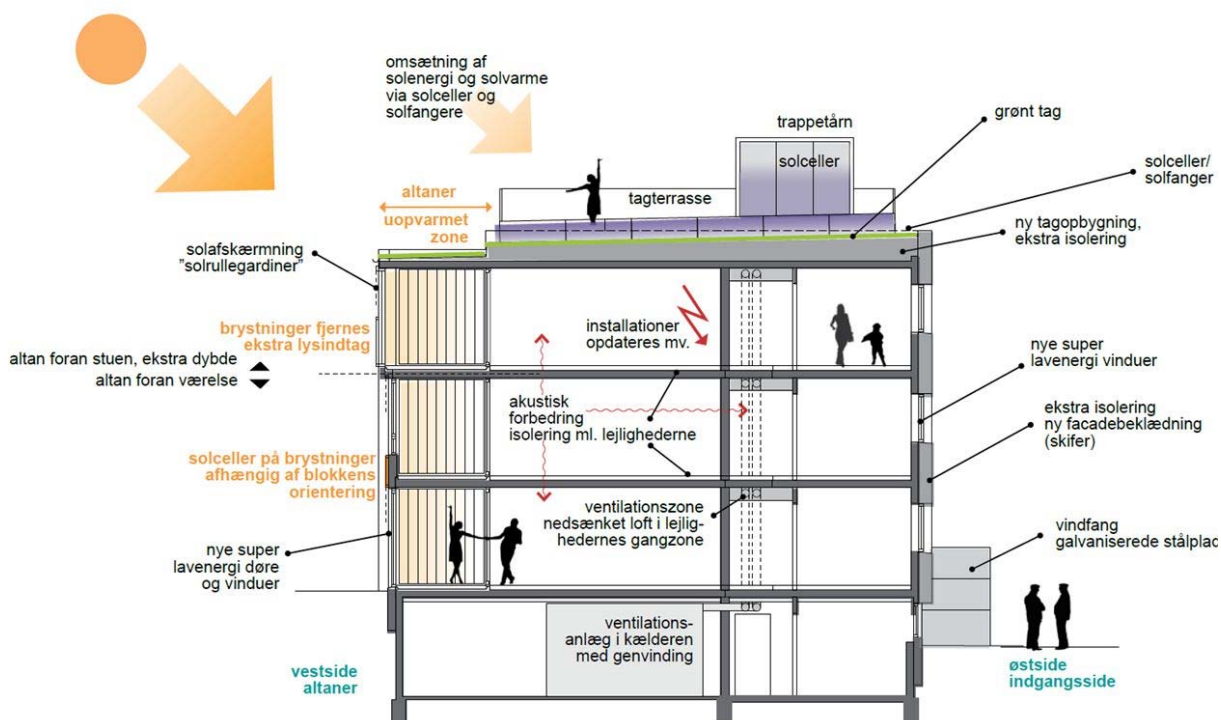 omsætning af
solenergi og solvarme
via solceller og
solfangere
trappetårn
solceller
grønt tag
solceller/
solfanger
altaner
uopvarmet
zone
tagterrasse
ny tagopbygning,
ekstra isolering
solafskærmning
"solrullegardiner"
brystninger fjernes
ekstra lysindtag
installationer
opdateres mv.
altan foran stuen, ekstra dybde
altan foran værelse
nye super
lavenergi vinduer
akustisk
forbedring
isolering ml. lejlighederne
ekstra isolering
ny facadebeklædning
(skifer)
solceller på brystninger
afhængig af blokkens
orientering
ventilationszone
nedsænket loft i lejlig-
hedernes gangzone
vindfang
galvaniserede stålplad
nye super
lavenergi døre
og vinduer
ventilations-
anlæg i kælderen
med genvinding
vestside
altaner
østside
indgangsside